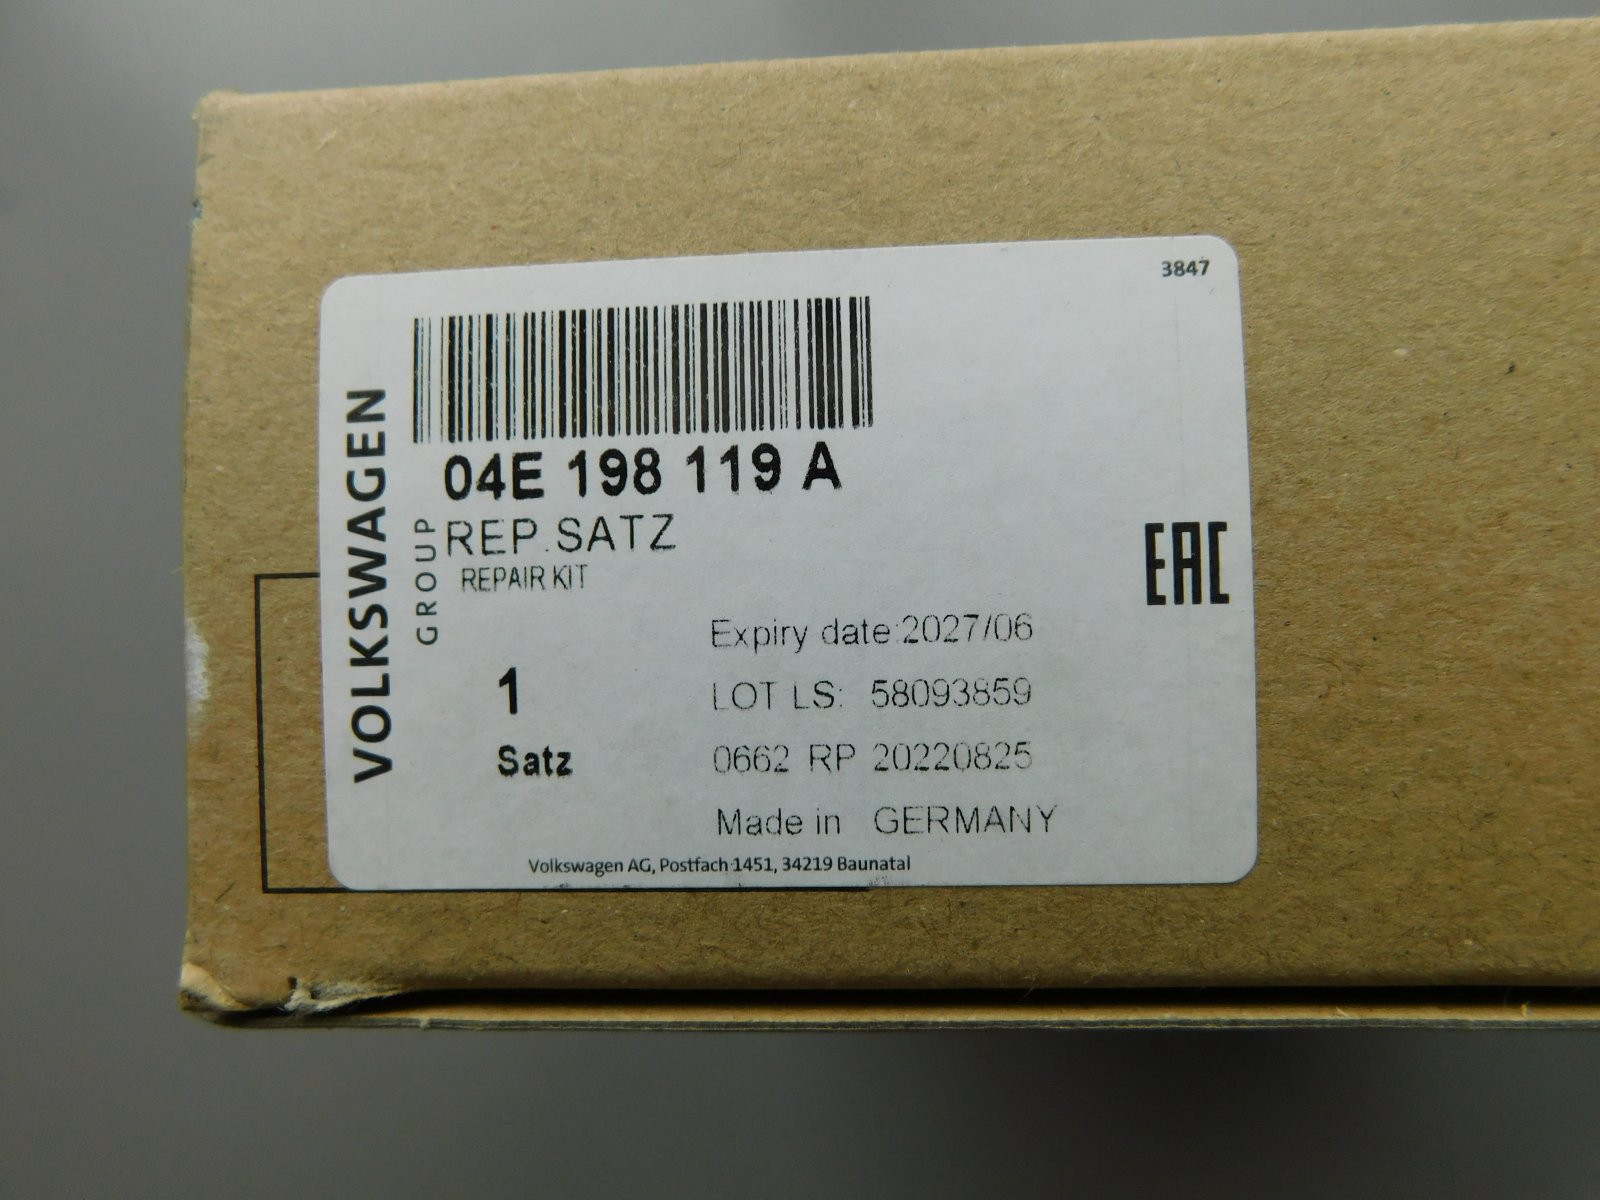 3847
VOLKSWAGEN
GROUP
04E 198 119 A
REP.SATZ
REPAIR KIT
EAC
Expiry date:2027/06
1
LOT LS: 58093859
Satz
0662 RP 20220825
Made in GERMANY
Volkswagen AG, Postfach 1451, 34219 Baunatal